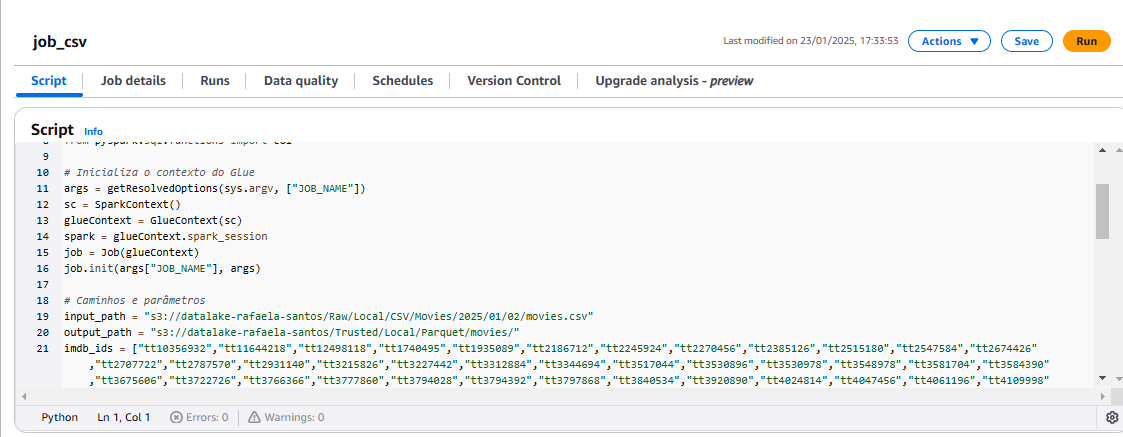 job_csv
Last modified on 23/01/2025, 17:33:53
Actions
Save
Run
Script
Job details
Runs
Data quality
Schedules
Version Control
Upgrade analysis - preview
Script Info
8 from pyspark.sql.functions import col
9
10 # Inicializa o contexto do Glue
11 args = getResolvedOptions(sys.argv, ["JOB_NAME"])
12 sc = SparkContext()
13 glueContext = GlueContext(sc)
14 spark = glueContext.spark_session
15 job = Job(glueContext)
16 job.init(args["JOB_NAME"], args)
17
18 # Caminhos e parâmetros
19 input_path = "s3://datalake-rafaela-santos/Raw/Local/CSV/Movies/2025/01/02/movies.csv"
20 output_path = "s3://datalake-rafaela-santos/Trusted/Local/Parquet/movies/"
21 imdb_ids = ["tt10356932","tt11644218","tt12498118","tt1740495","tt1935089","tt2186712","tt2245924","tt2270456","tt2385126","tt2515180","tt2547584","tt2674426"
,"tt2707722","tt2787570","tt2931140","tt3215826","tt3227442","tt3312884","tt3344694","tt3517044","tt3530896","tt3530978","tt3548978","tt3581704","tt3584390"
,"tt3675606","tt3722726","tt3766366","tt3777860","tt3794028","tt3794392","tt3797868","tt3840534","tt3920890","tt4024814","tt4047456","tt4061196","tt4109998"
Python
Ln 1, Col 1
Errors: 0
Warnings: 0